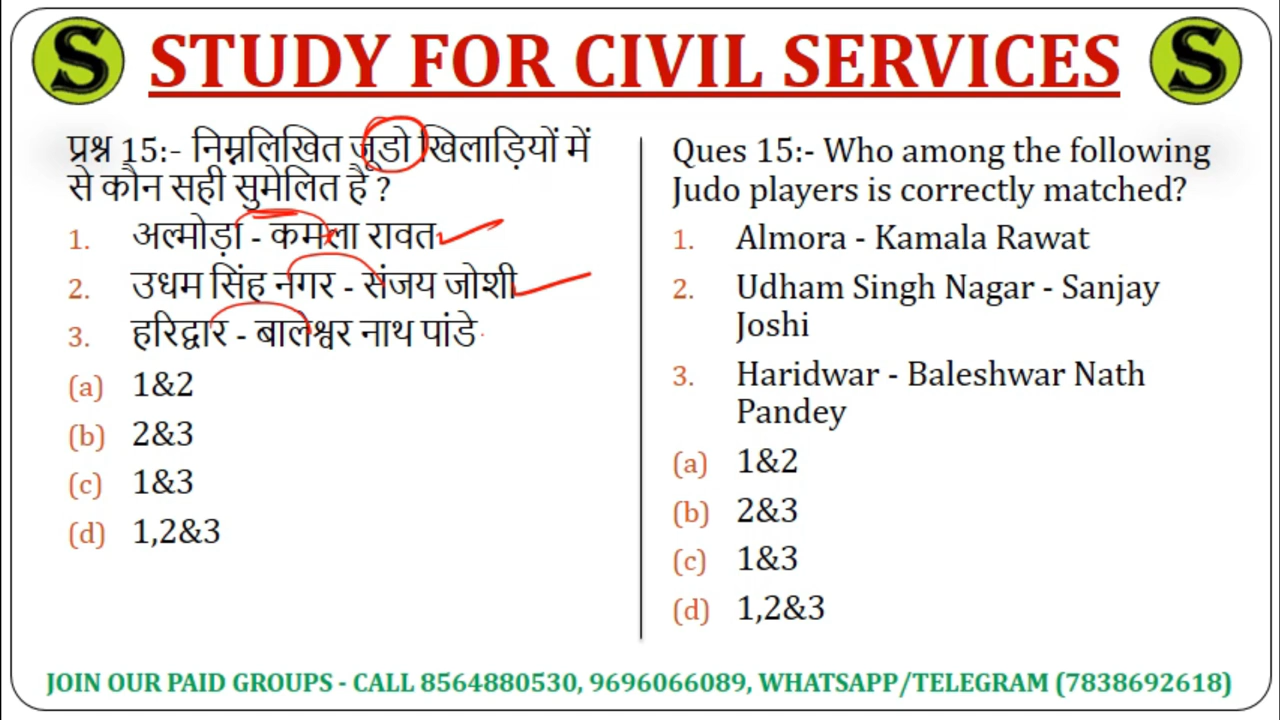 S STUDY FOR CIVIL SERVICES S
प्रश्न 15:- निम्नलिखित जूडो खिलाड़ियों में
से कौन सही सुमेलित है ?
1. अल्मोड़ा - कमला रावत
2. उधम सिंह नगर - संजय जोशी
3. हरिद्वार - बालेश्वर नाथ पांडे
(a) 1&2
(b) 2&3
(c) 1&3
(d) 1,2&3
Ques 15:- Who among the following
Judo players is correctly matched?
1. Almora - Kamala Rawat
2. Udham Singh Nagar - Sanjay
Joshi
3. Haridwar - Baleshwar Nath
Pandey
(a) 1&2
(b) 2&3
(c) 1&3
(d) 1,2&3
JOIN OUR PAID GROUPS - CALL 8564880530, 9696066089, WHATSAPP/TELEGRAM (7838692618)